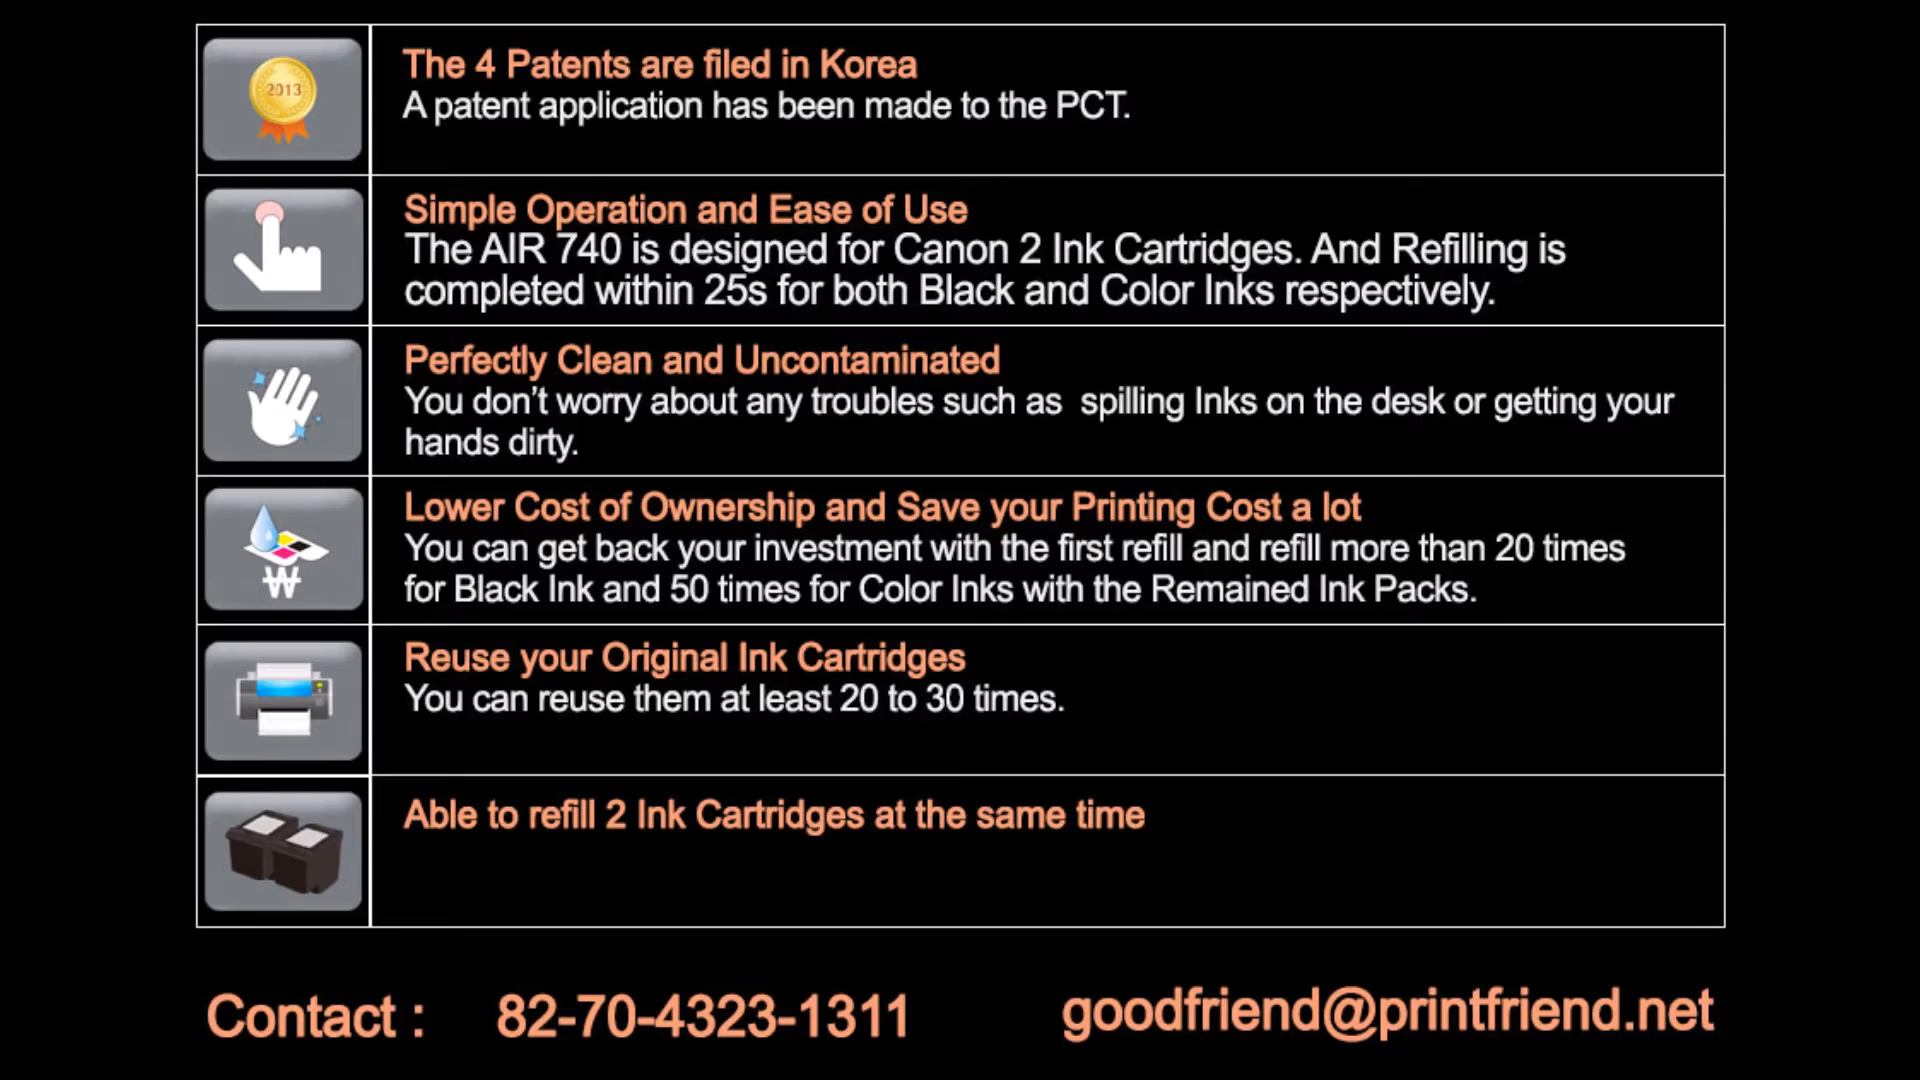 2013
The 4 Patents are filed in Korea
A patent application has been made to the PCT.
Simple Operation and Ease of Use
The AIR 740 is designed for Canon 2 Ink Cartridges. And Refilling is
completed within 25s for both Black and Color Inks respectively.
Perfectly Clean and Uncontaminated
You don’t worry about any troubles such as  spilling Inks on the desk or getting your
hands dirty.
Lower Cost of Ownership and Save your Printing Cost a lot
You can get back your investment with the first refill and refill more than 20 times
for Black Ink and 50 times for Color Inks with the Remained Ink Packs.
₩
Reuse your Original Ink Cartridges
You can reuse them at least 20 to 30 times.
Able to refill 2 Ink Cartridges at the same time
Contact : 82-70-4323-1311 goodfriend@printfriend.net